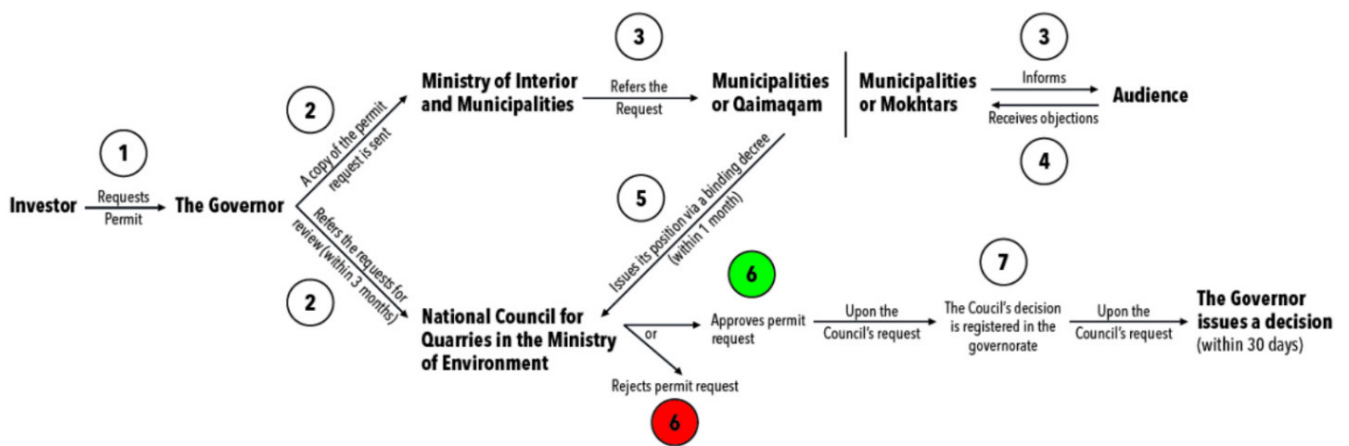 3
3
Ministry of Interior
and Municipalities
Refers the
Request
Municipalities
or Qaimaqam
Municipalities
or Mokhtars
Informs
Receives objections
Audience
2
A copy of the permit
request is sent
1
4
Investor
Requests
Permit
The Governor
5
Issues its position via a binding decree
(within 1 month)
Refers the requests for
review(within 3 months)
2
6
7
National Council for
Quarries in the Ministry
of Environment
or
Approves permit
request
Upon the
Council's request
The Coucil's decision
is registered in the
governorate
Upon the
Council's request
The Governor
issues a decision
(within 30 days)
Rejects permit request
6